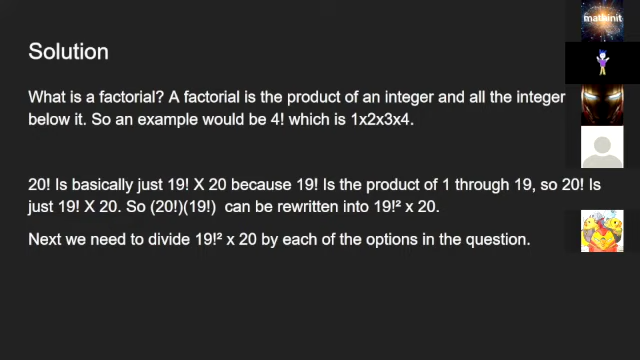 mathinit
Solution
What is a factorial? A factorial is the product of an integer and all the integer
below it. So an example would be 4! which is 1x2x3x4.
20! Is basically just 19! X 20 because 19! Is the product of 1 through 19, so 20! Is
just 19! X 20. So (20!)(19!) can be rewritten into 19!² x 20.
Next we need to divide 19!² x 20 by each of the options in the question.